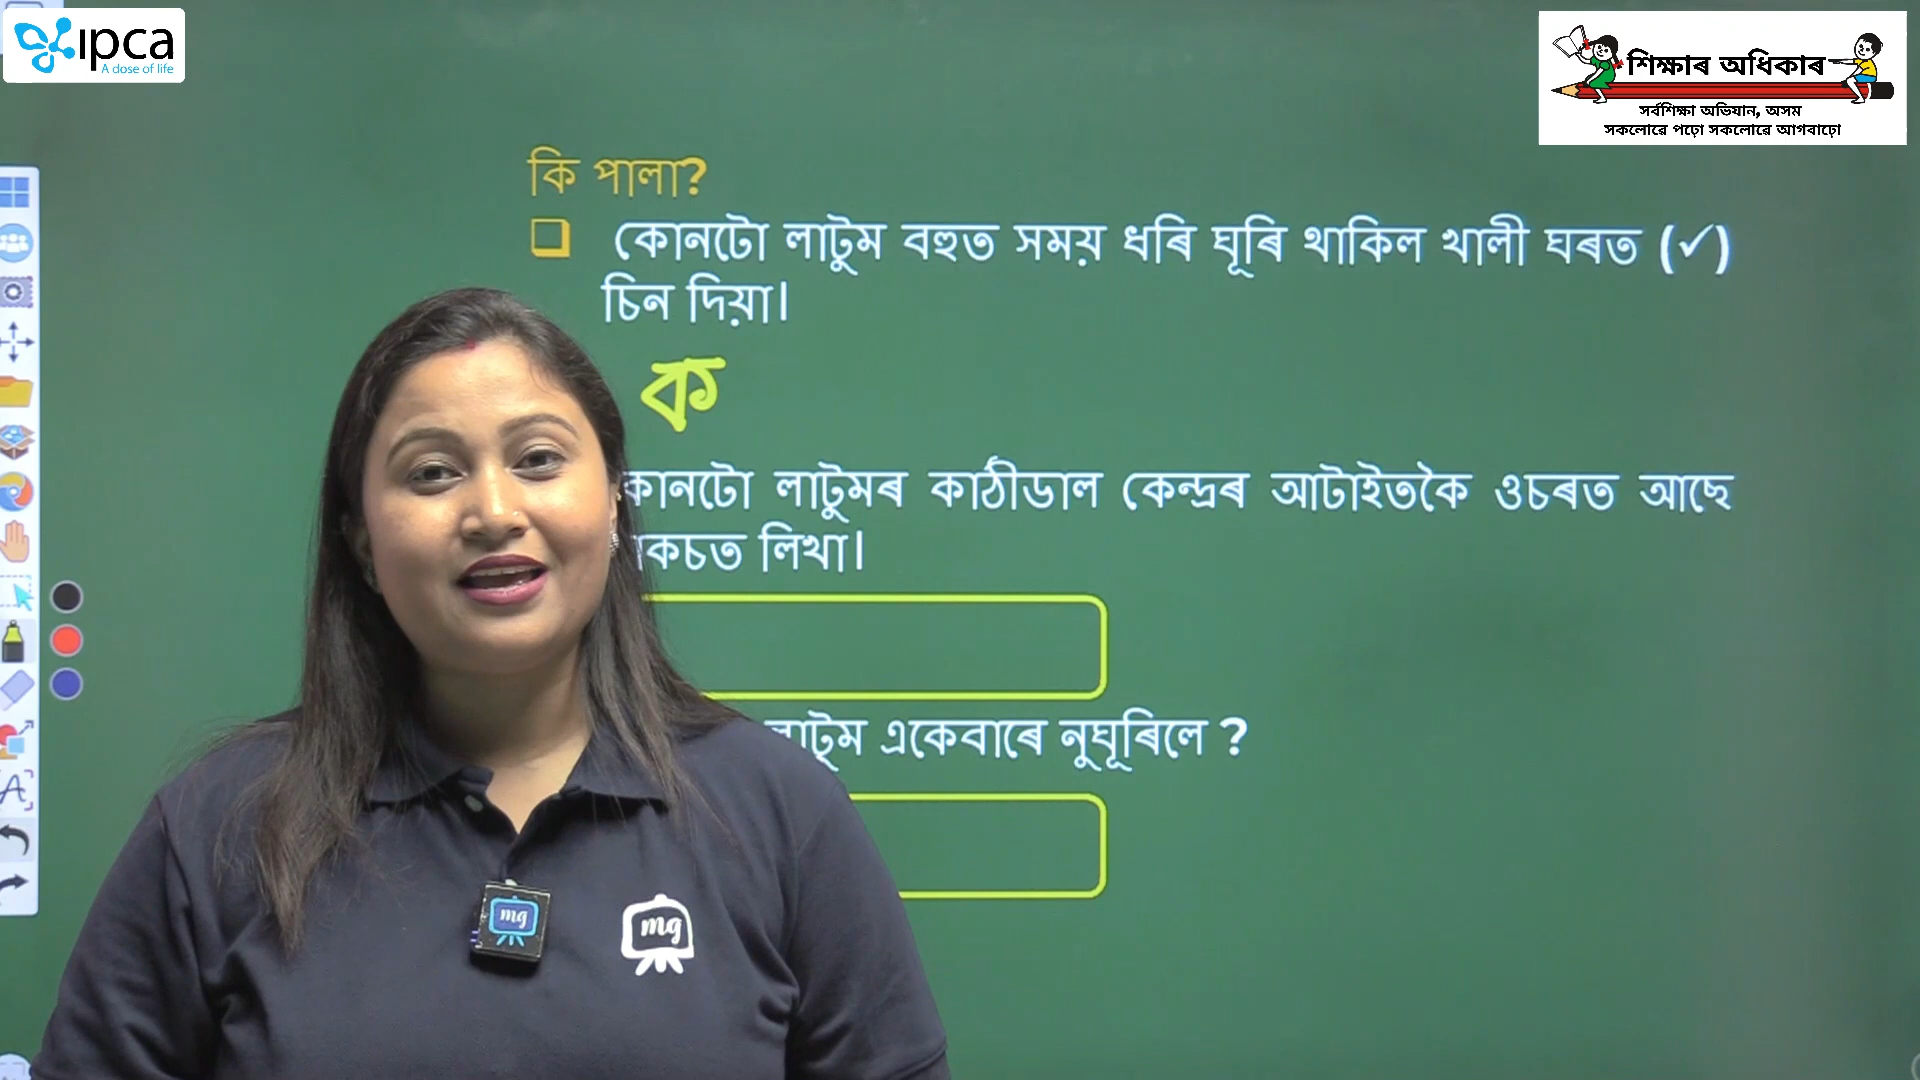 ipca
A dose of life
শিক্ষাৰ অধিকাৰ
সৰ্বশিক্ষা অভিযান, অসম
সকলোৱে পঢ়ো সকলোৱে আগবাঢ়ো
কি পালা?
কোনটো লাটুম বহুত সময় ধৰি ঘূৰি থাকিল খালী ঘৰত (✓)
চিন দিয়া।
ক
কোনটো লাটুমৰ কাঠীডাল কেন্দ্ৰৰ আটাইতকৈ ওচৰত আছে
লিখা।
লাটুম একেবাৰে নুঘূৰিলে ?
mg
mg